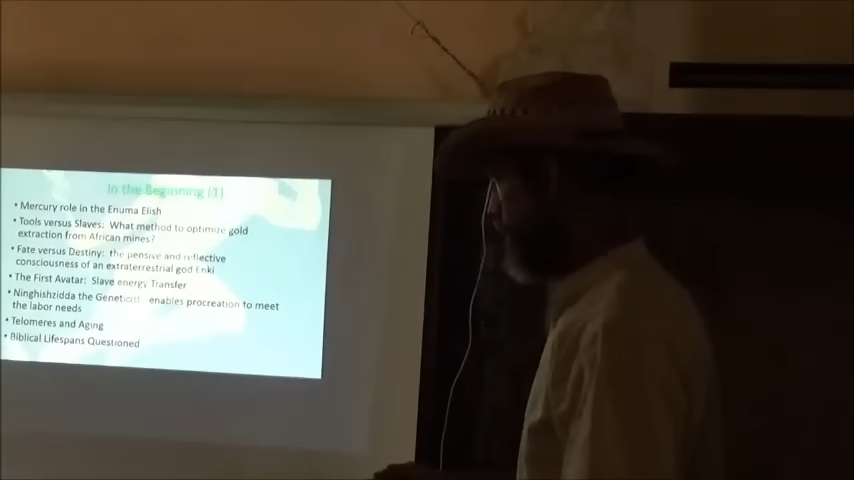 In the Beginning (1)
• Mercury role in the Enuma Elish
• Tools versus Slaves: What method to optimize gold
extraction from African mines?
• Fate versus Destiny: the pensive and reflective
consciousness of an extraterrestrial god Enki
• The First Avatar: Slave energy Transfer
• Ninghishzidda the Geneticist enables procreation to meet
the labor needs
• Telomeres and Aging
• Biblical Lifespans Questioned